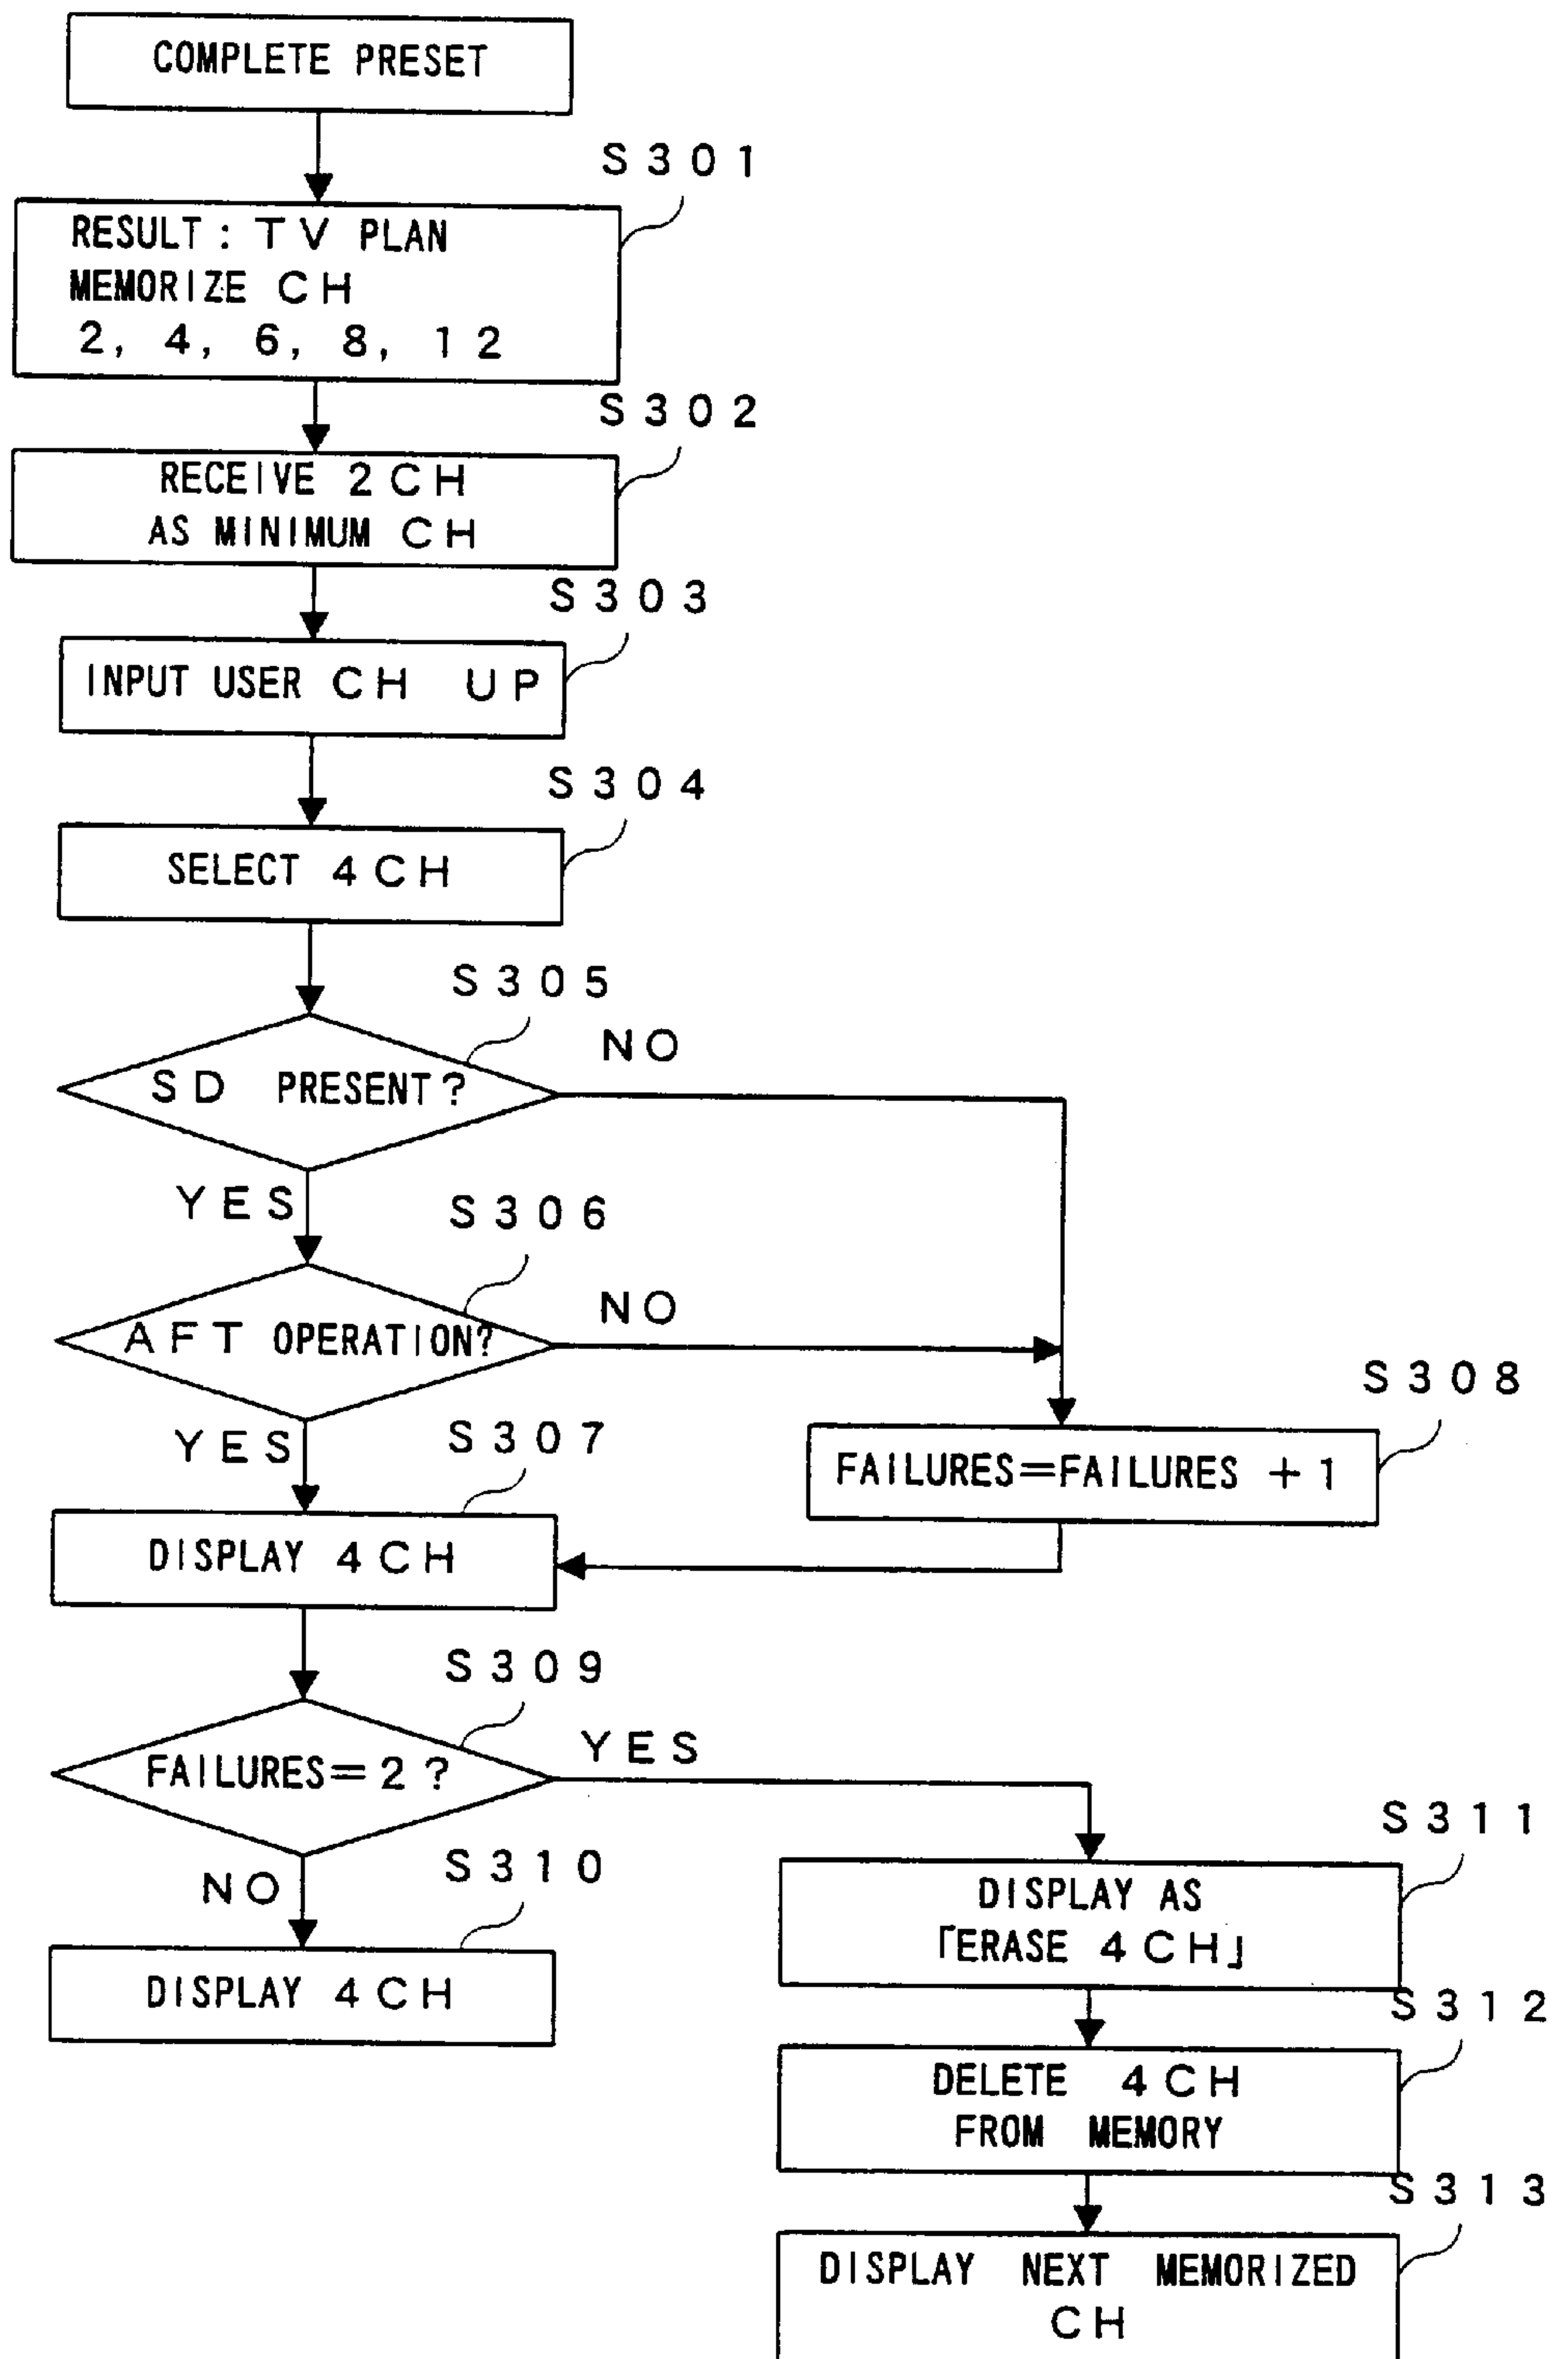 COMPLETE PRESET
S301
RESULT: TV PLAN
MEMORIZE CH
2, 4, 6, 8, 12
S302
RECEIVE 2CH
AS MINIMUM CH
S303
INPUT USER CH UP
S304
SELECT 4CH
S305
SD PRESENT?
NO
YES
S306
AFT OPERATION?
NO
YES
S307
DISPLAY 4CH
S308
FAILURES=FAILURES +1
S309
FAILURES=2?
YES
NO
S310
DISPLAY 4CH
S311
DISPLAY AS
「ERASE 4CH」
S312
DELETE 4CH
FROM MEMORY
S313
DISPLAY NEXT MEMORIZED
CH